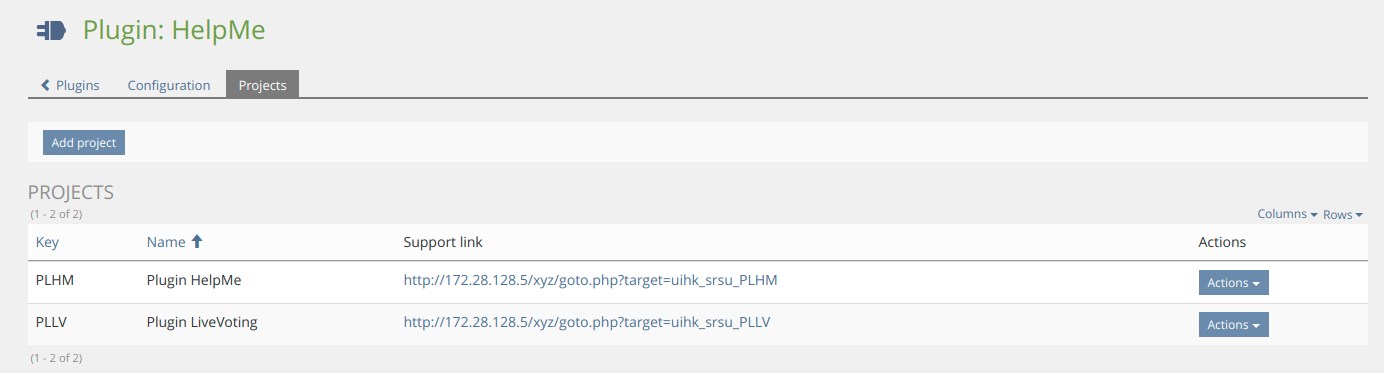 Plugin: HelpMe
Plugins Configuration Projects
Add project
PROJECTS
(1 - 2 of 2) Columns Rows
Key Name Support link Actions
PLHM Plugin HelpMe http://172.28.128.5/xyz/goto.php?target=uihk_srsu_PLHM Actions
PLLV Plugin LiveVoting http://172.28.128.5/xyz/goto.php?target=uihk_srsu_PLLV Actions
(1 - 2 of 2)